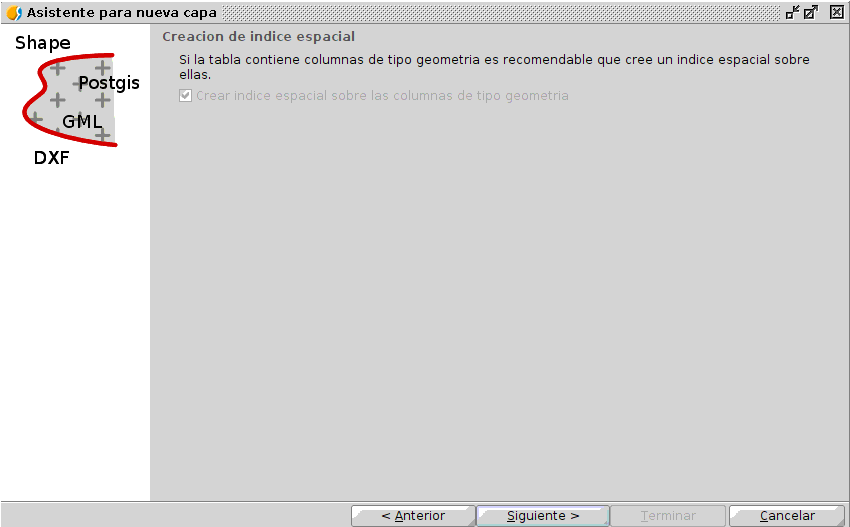 Asistente para nueva capa
Shape
Postgis
GML
DXF
Creacion de indice espacial
Si la tabla contiene columnas de tipo geometria es recomendable que cree un indice espacial sobre
ellas.
Crear indice espacial sobre las columnas de tipo geometria
< Anterior
Siguiente >
Terminar
Cancelar